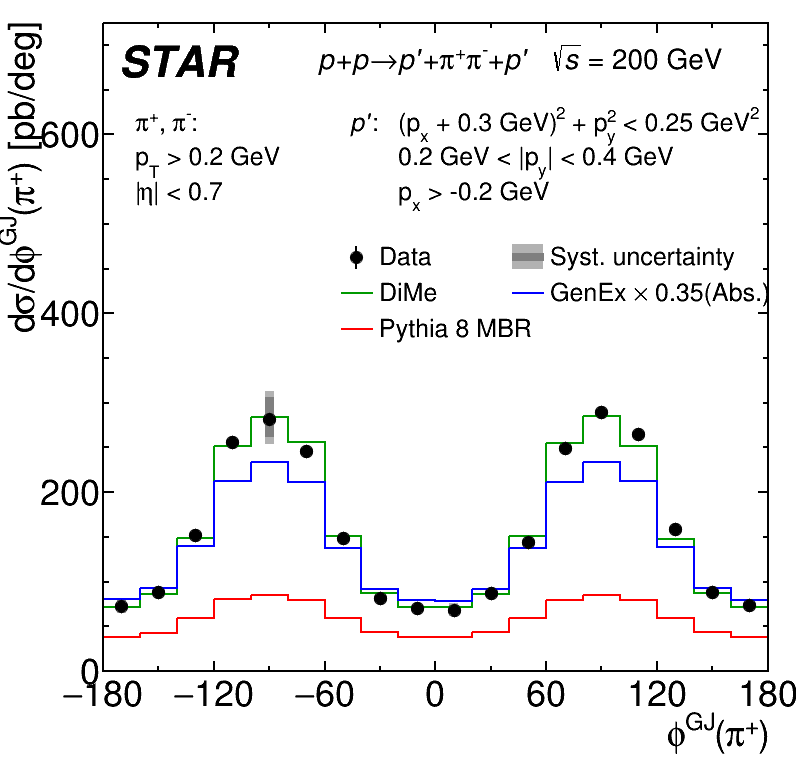 dσ/dϕ^GJ(π⁺) [pb/deg]
STAR p+p→p′+π⁺π⁻+p′ √s = 200 GeV
π⁺, π⁻: p′: (p_x + 0.3 GeV)² + p_y² < 0.25 GeV²
p_T > 0.2 GeV 0.2 GeV < |p_y| < 0.4 GeV
|η| < 0.7 p_x > -0.2 GeV
Data Syst. uncertainty
DiMe GenEx × 0.35(Abs.)
Pythia 8 MBR
600
400
200
0
−180 −120 −60 0 60 120 180
ϕ^GJ(π⁺)